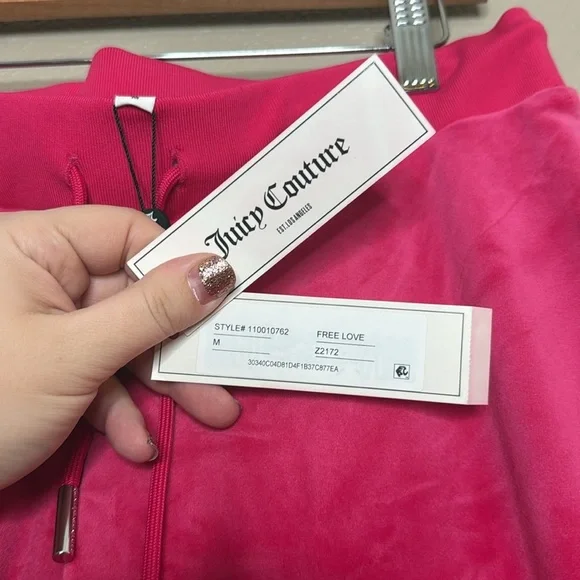 Juicy Couture
EST. LOS ANGELES
STYLE# 110010762 FREE LOVE
M Z2172
30340C04D81D4F1B37C877EA